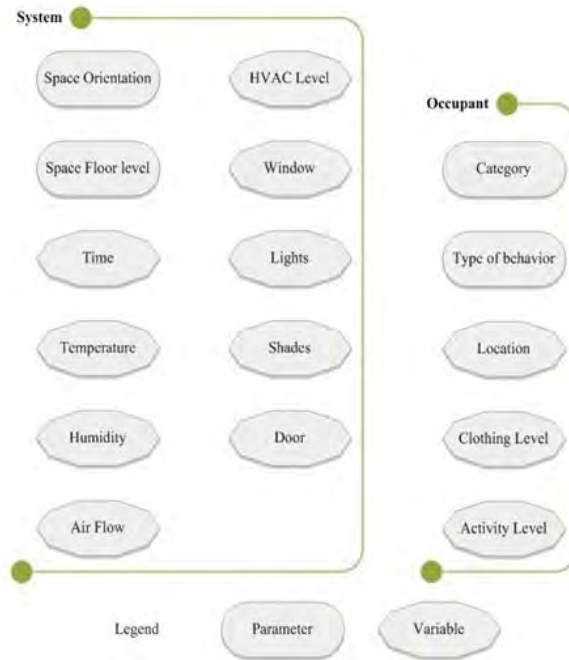 System
Space Orientation
HVAC Level
Occupant
Space Floor level
Window
Category
Time
Lights
Type of behavior
Temperature
Shades
Location
Humidity
Door
Clothing Level
Air Flow
Activity Level
Legend
Parameter
Variable